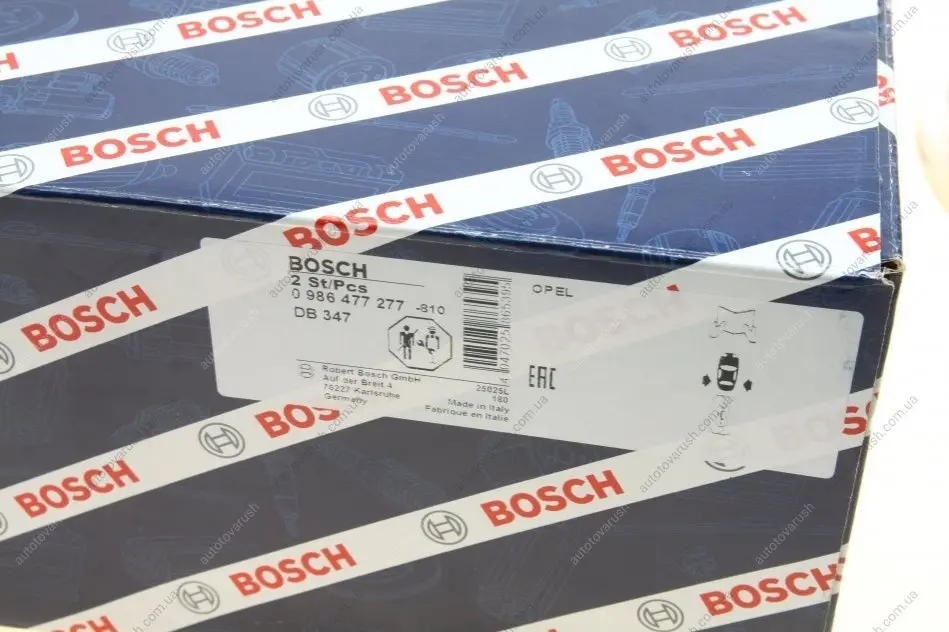 BOSCH
BOSCH
BOSCH
BOSCH
BOSCH
BOSCH
BOSCH
BOSCH
2 St/Pcs
0 986 477 277 -S10
DB 347
OPEL
Robert Bosch GmbH
Auf der Breit 4
76227 Karlsruhe
Germany
25025L
180
Made in Italy
Fabriqué en Italie
EAC
BOSCH
BOS
BOSCH
BOSCH
BOSCH
BOSCH
autotovarush.com.ua